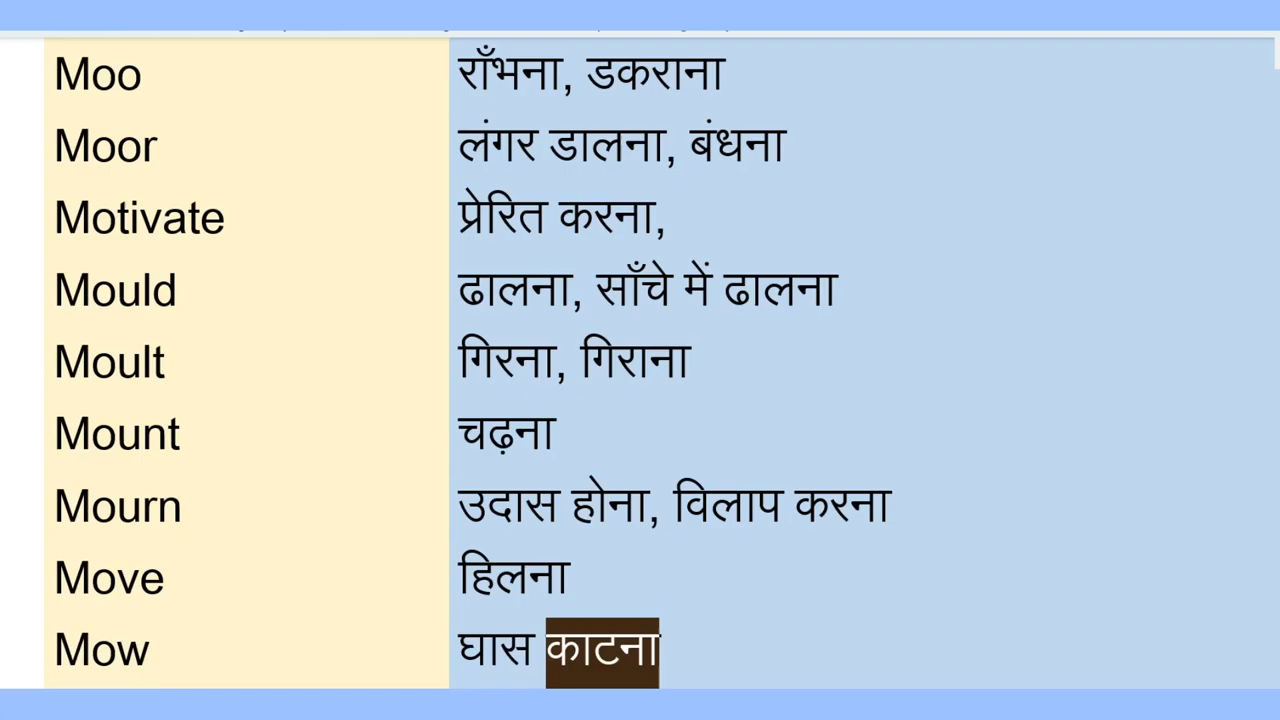 Moo राँभना, डकराना
Moor लंगर डालना, बंधना
Motivate प्रेरित करना,
Mould ढालना, साँचे में ढालना
Moult गिरना, गिराना
Mount चढ़ना
Mourn उदास होना, विलाप करना
Move हिलना
Mow घास काटना